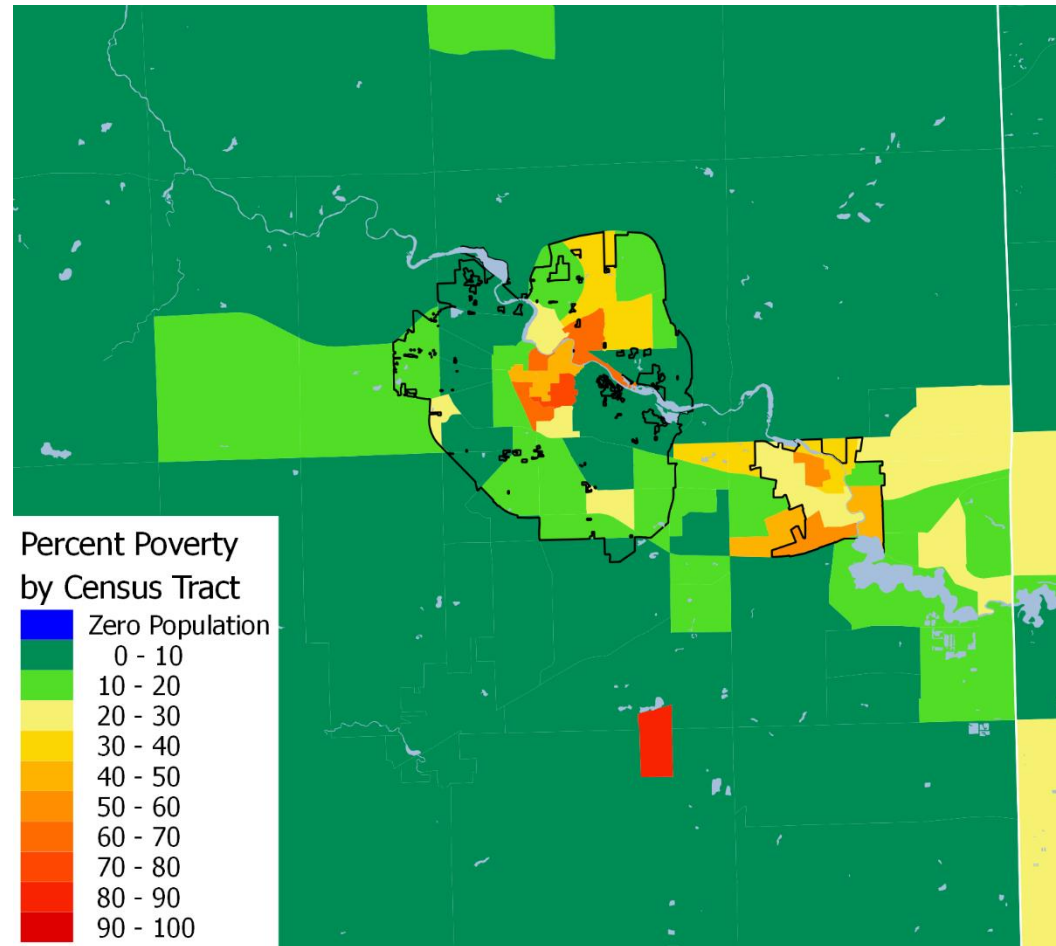 Percent Poverty
by Census Tract
Zero Population
0 - 10
10 - 20
20 - 30
30 - 40
40 - 50
50 - 60
60 - 70
70 - 80
80 - 90
90 - 100